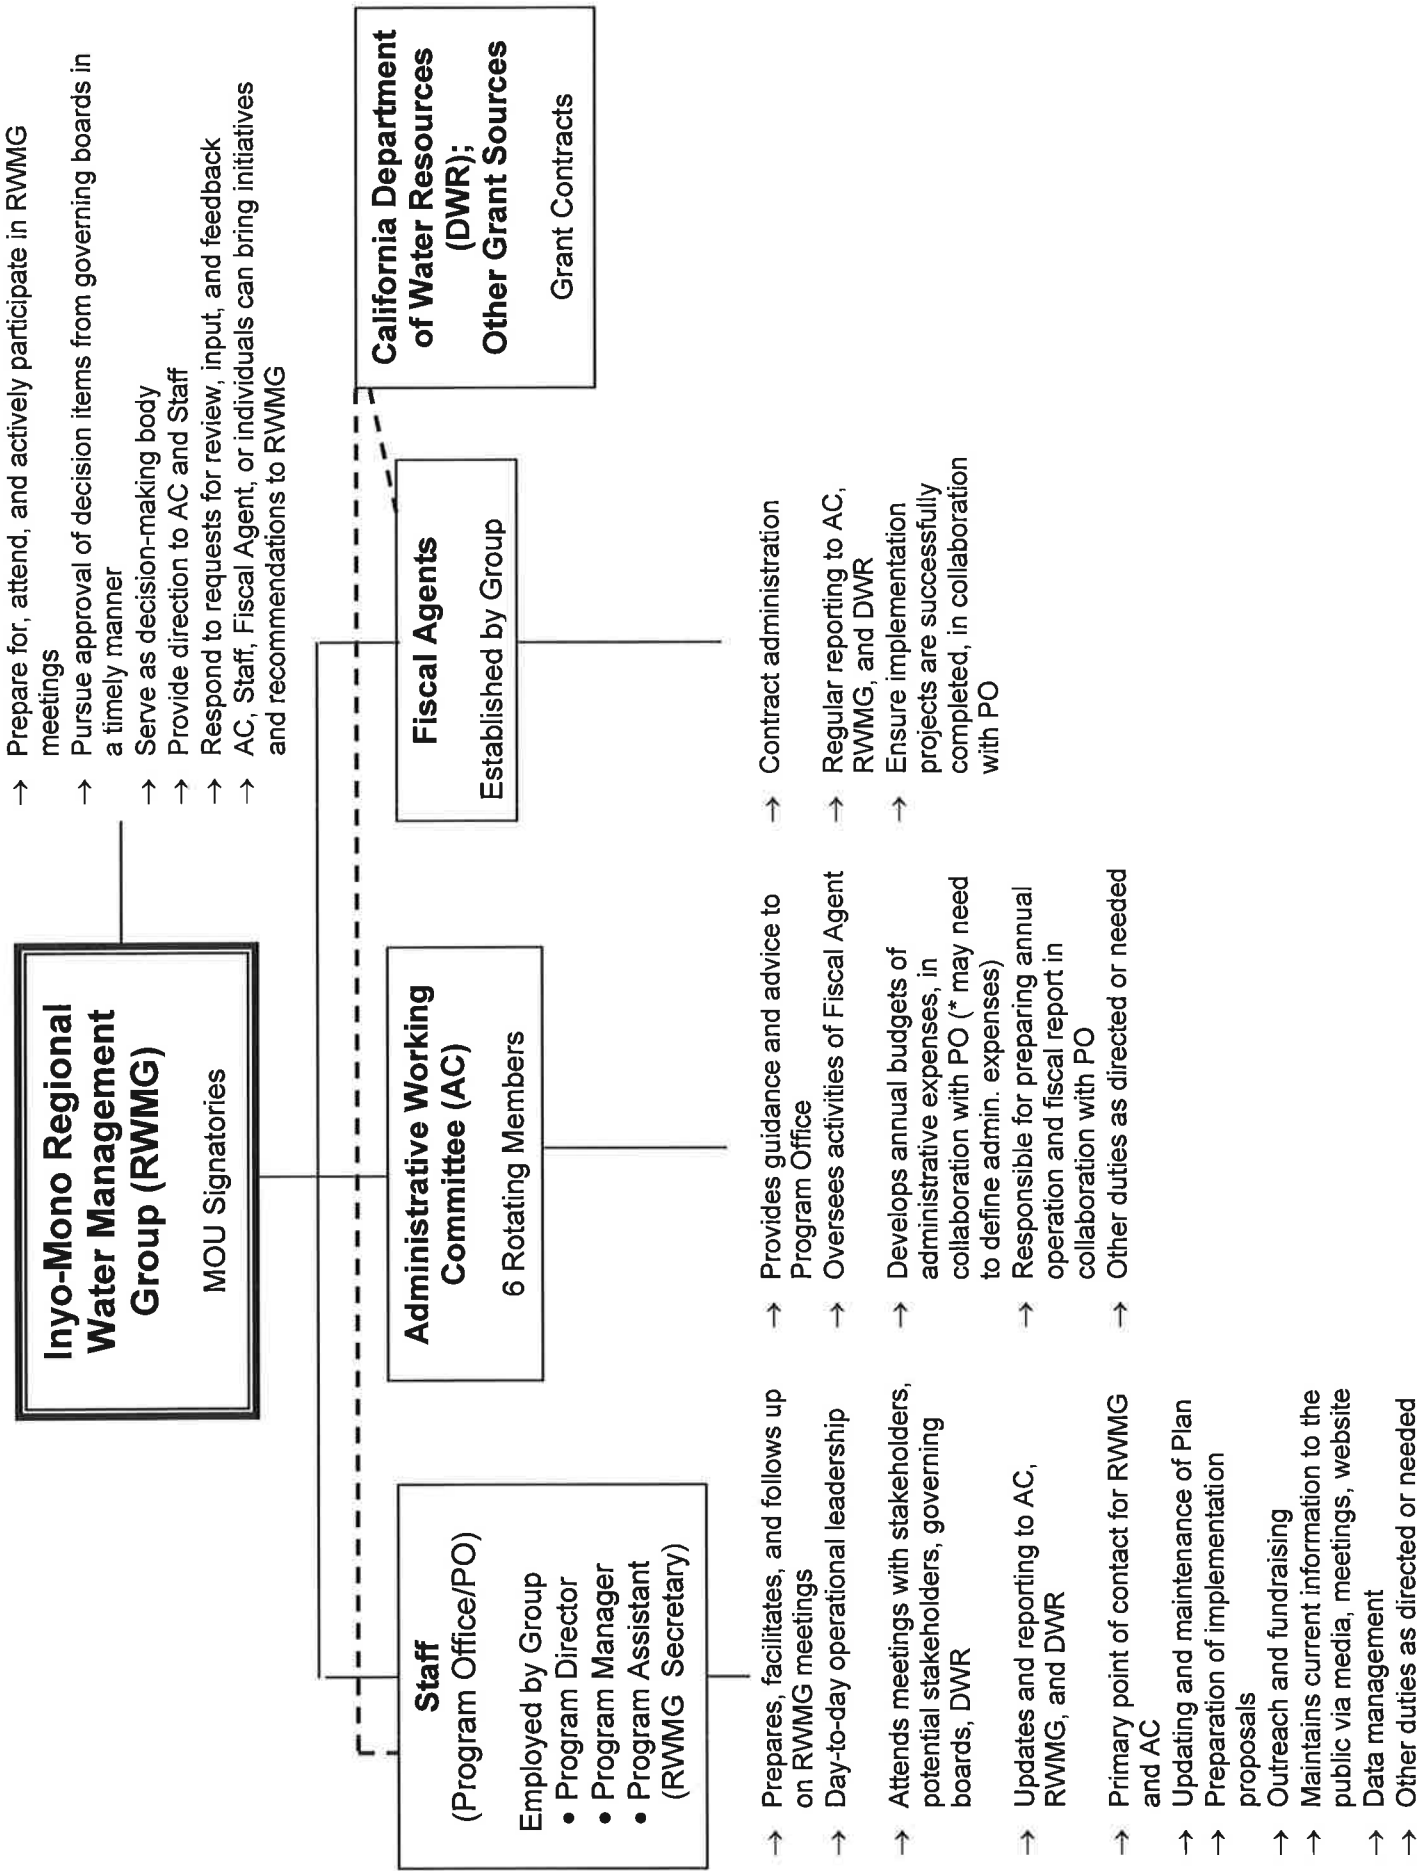 Inyo-Mono Regional
Water Management
Group (RWMG)
MOU Signatories
→ Prepare for, attend, and actively participate in RWMG
meetings
→ Pursue approval of decision items from governing boards in
a timely manner
→ Serve as decision-making body
→ Provide direction to AC and Staff
→ Respond to requests for review, input, and feedback
→ AC, Staff, Fiscal Agent, or individuals can bring initiatives
and recommendations to RWMG
Staff
(Program Office/PO)
Employed by Group
• Program Director
• Program Manager
• Program Assistant
(RWMG Secretary)
Administrative Working
Committee (AC)
6 Rotating Members
Fiscal Agents
Established by Group
California Department
of Water Resources
(DWR);
Other Grant Sources
Grant Contracts
→ Prepares, facilitates, and follows up
on RWMG meetings
→ Day-to-day operational leadership
→ Attends meetings with stakeholders,
potential stakeholders, governing
boards, DWR
→ Updates and reporting to AC,
RWMG, and DWR
→ Primary point of contact for RWMG
and AC
→ Updating and maintenance of Plan
→ Preparation of implementation
proposals
→ Outreach and fundraising
→ Maintains current information to the
public via media, meetings, website
→ Data management
→ Other duties as directed or needed
→ Provides guidance and advice to
Program Office
→ Oversees activities of Fiscal Agent
→ Develops annual budgets of
administrative expenses, in
collaboration with PO (* may need
to define admin. expenses)
→ Responsible for preparing annual
operation and fiscal report in
collaboration with PO
→ Other duties as directed or needed
→ Contract administration
→ Regular reporting to AC,
RWMG, and DWR
→ Ensure implementation
projects are successfully
completed, in collaboration
with PO